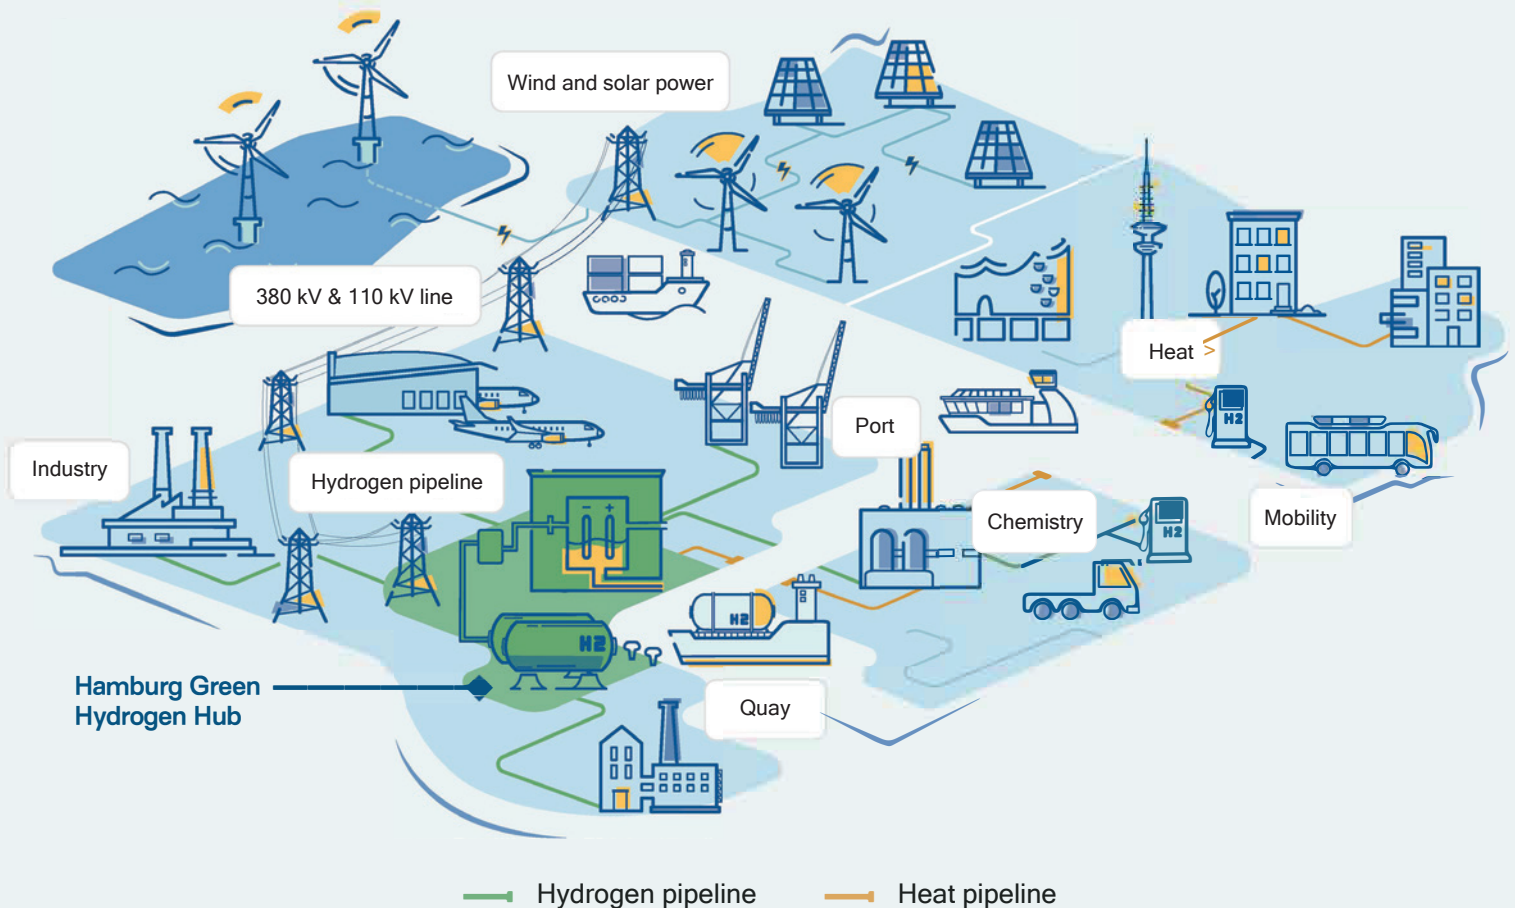 Wind and solar power
380 kV & 110 kV line
Heat >
H2
Port
Industry
Hydrogen pipeline
Chemistry
H2
Mobility
H2
H2
Hamburg Green
Hydrogen Hub
Quay
Hydrogen pipeline
Heat pipeline